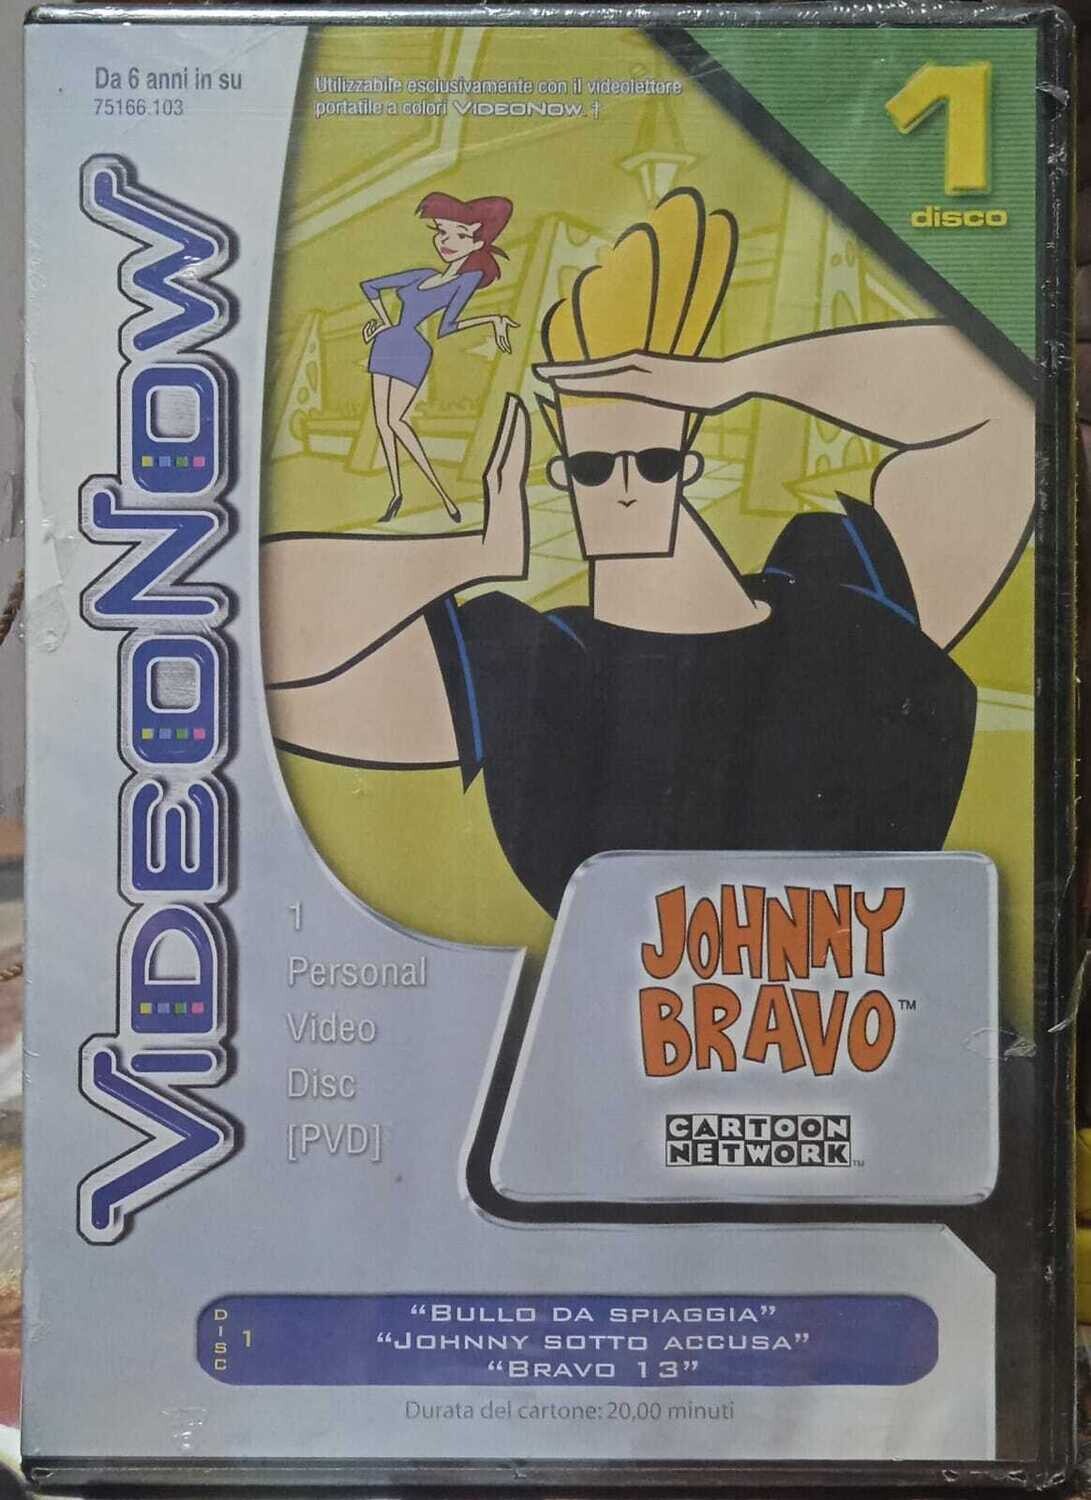 Da 6 anni in su
75166.103
Utilizzabile esclusivamente con il videolettore
portatile a colori VIDEONOW. †
1
disco
VIDEONOW
1
Personal
Video
Disc
[PVD]
JOHNNY
BRAVO™
CARTOON
NETWORK™
DISC 1
“BULLO DA SPIAGGIA”
“JOHNNY SOTTO ACCUSA”
“BRAVO 13”
Durata del cartone: 20,00 minuti